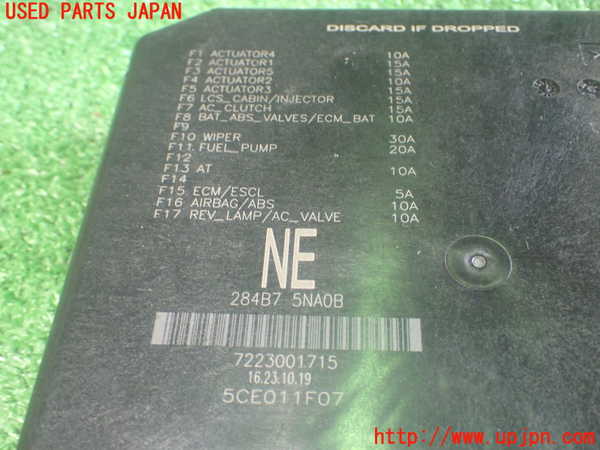 USED PARTS JAPAN
DISCARD IF DROPPED
F1 ACTUATOR4 10A
F2 ACTUATOR1 15A
F3 ACTUATOR5 15A
F4 ACTUATOR2 10A
F5 ACTUATOR3 15A
F6 LCS_CABIN/INJECTOR 15A
F7 AC_CLUTCH 15A
F8 BAT_ABS_VALVES/ECM_BAT 10A
F9
F10 WIPER 30A
F11 FUEL_PUMP 20A
F12
F13 AT 10A
F14
F15 ECM/ESCL 5A
F16 AIRBAG/ABS 10A
F17 REV_LAMP/AC_VALVE 10A
NE
284B7 5NA0B
7223001715
16.23.10.19
5CE011F07
http://www.upjpn.com